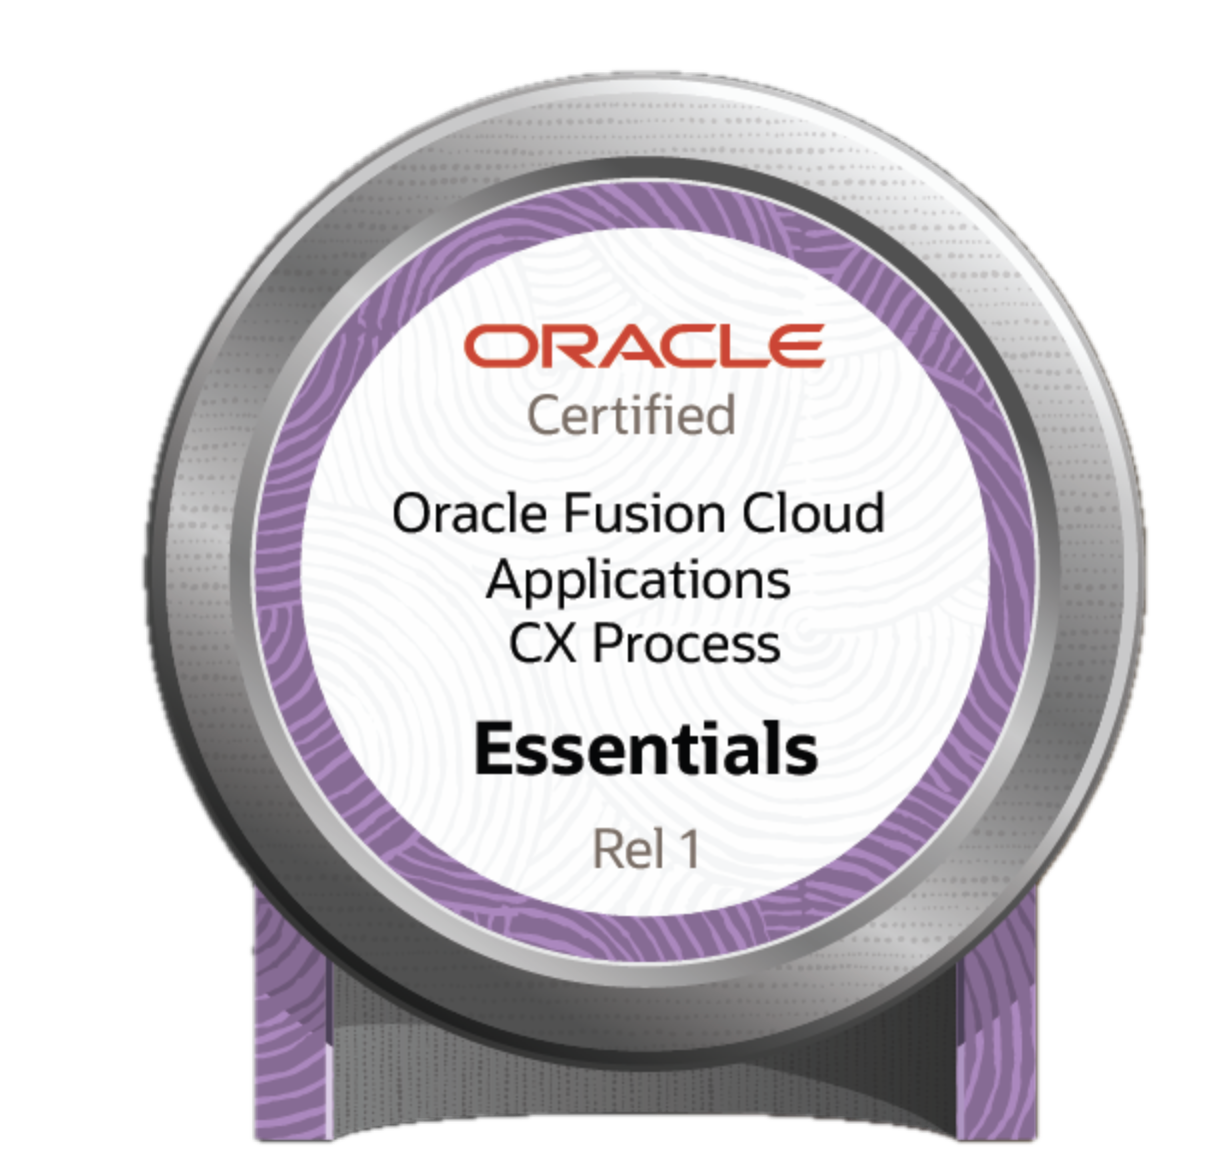 ORACLE
Certified
Oracle Fusion Cloud
Applications
CX Process
Essentials
Rel 1